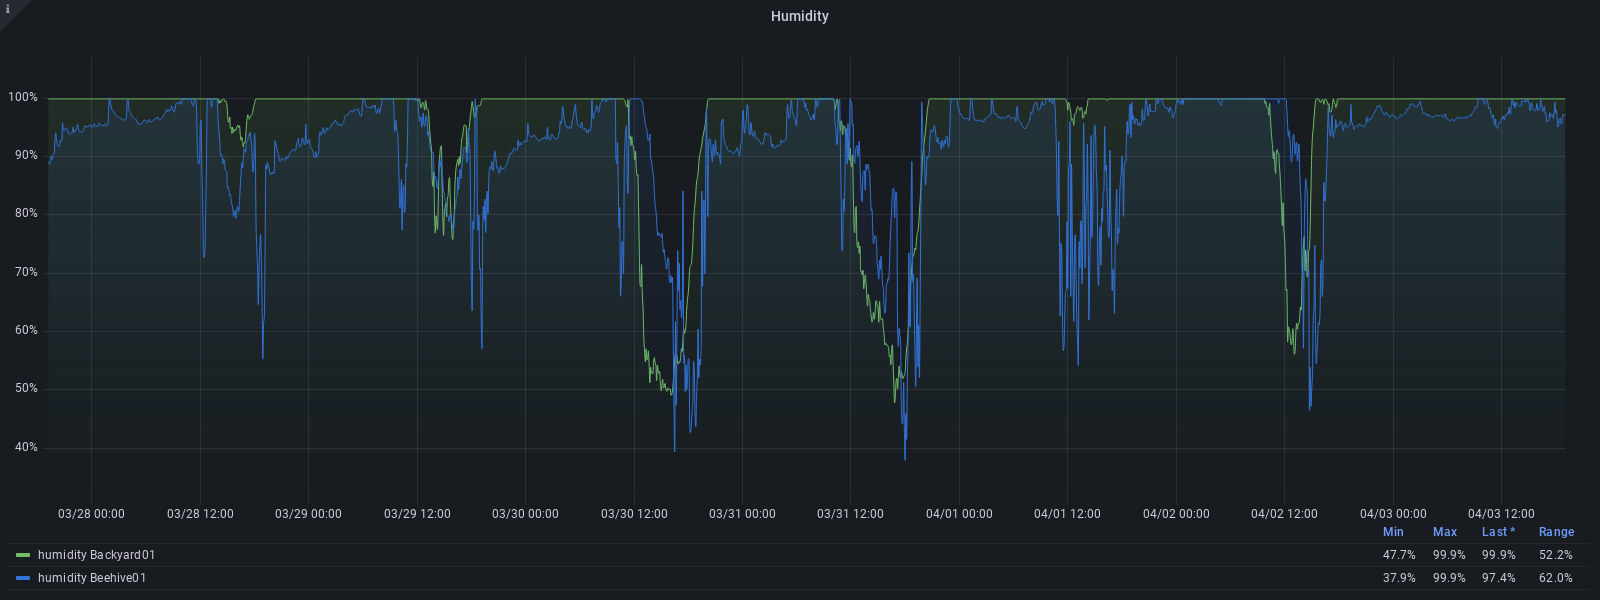 i
Humidity
100%
90%
80%
70%
60%
50%
40%
03/28 00:00 03/28 12:00 03/29 00:00 03/29 12:00 03/30 00:00 03/30 12:00 03/31 00:00 03/31 12:00 04/01 00:00 04/01 12:00 04/02 00:00 04/02 12:00 04/03 00:00 04/03 12:00
Min Max Last * Range
humidity Backyard01 47.7% 99.9% 99.9% 52.2%
humidity Beehive01 37.9% 99.9% 97.4% 62.0%